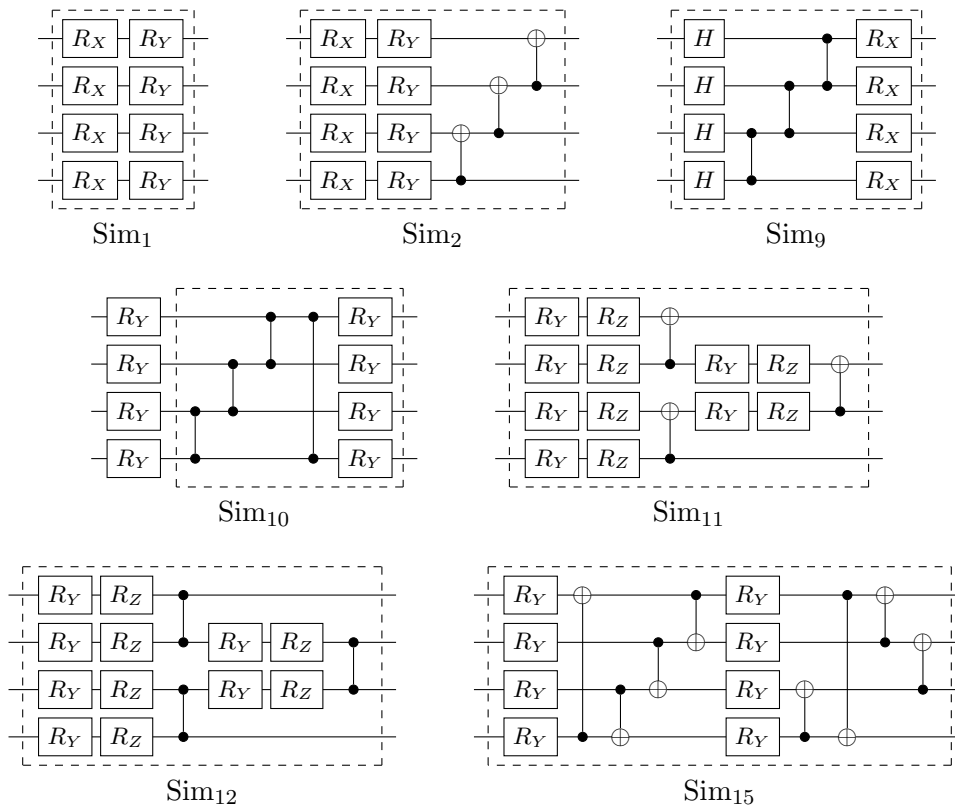 R_X R_Y R_X R_Y H R_X
R_X R_Y R_X R_Y H R_X
R_X R_Y R_X R_Y H R_X
R_X R_Y R_X R_Y H R_X
Sim_1 Sim_2 Sim_9
R_Y R_Y R_Y R_Z
R_Y R_Y R_Y R_Z R_Y R_Z
R_Y R_Y R_Y R_Z R_Y R_Z
R_Y R_Y R_Y R_Z
Sim_10 Sim_11
R_Y R_Z R_Y R_Y
R_Y R_Z R_Y R_Z R_Y R_Y
R_Y R_Z R_Y R_Z R_Y R_Y
R_Y R_Z R_Y R_Y
Sim_12 Sim_15